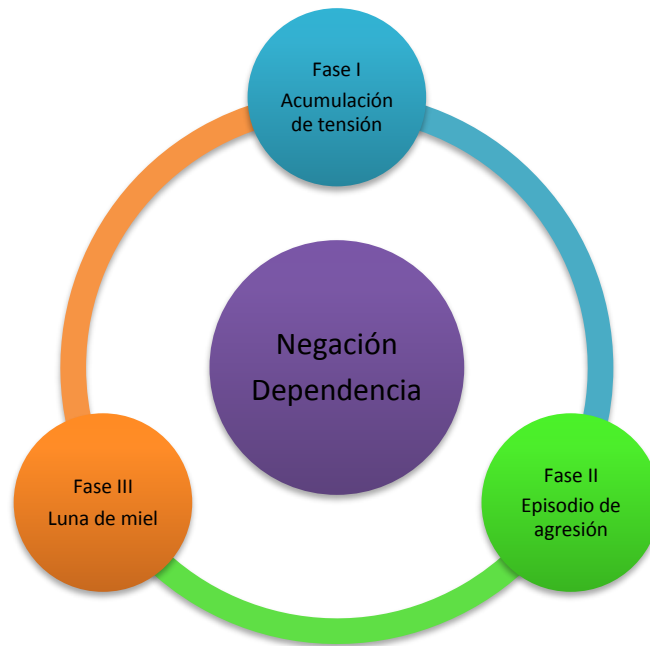 Fase I
Acumulación
de tensión
Negación
Dependencia
Fase III
Luna de miel
Fase II
Episodio de
agresión